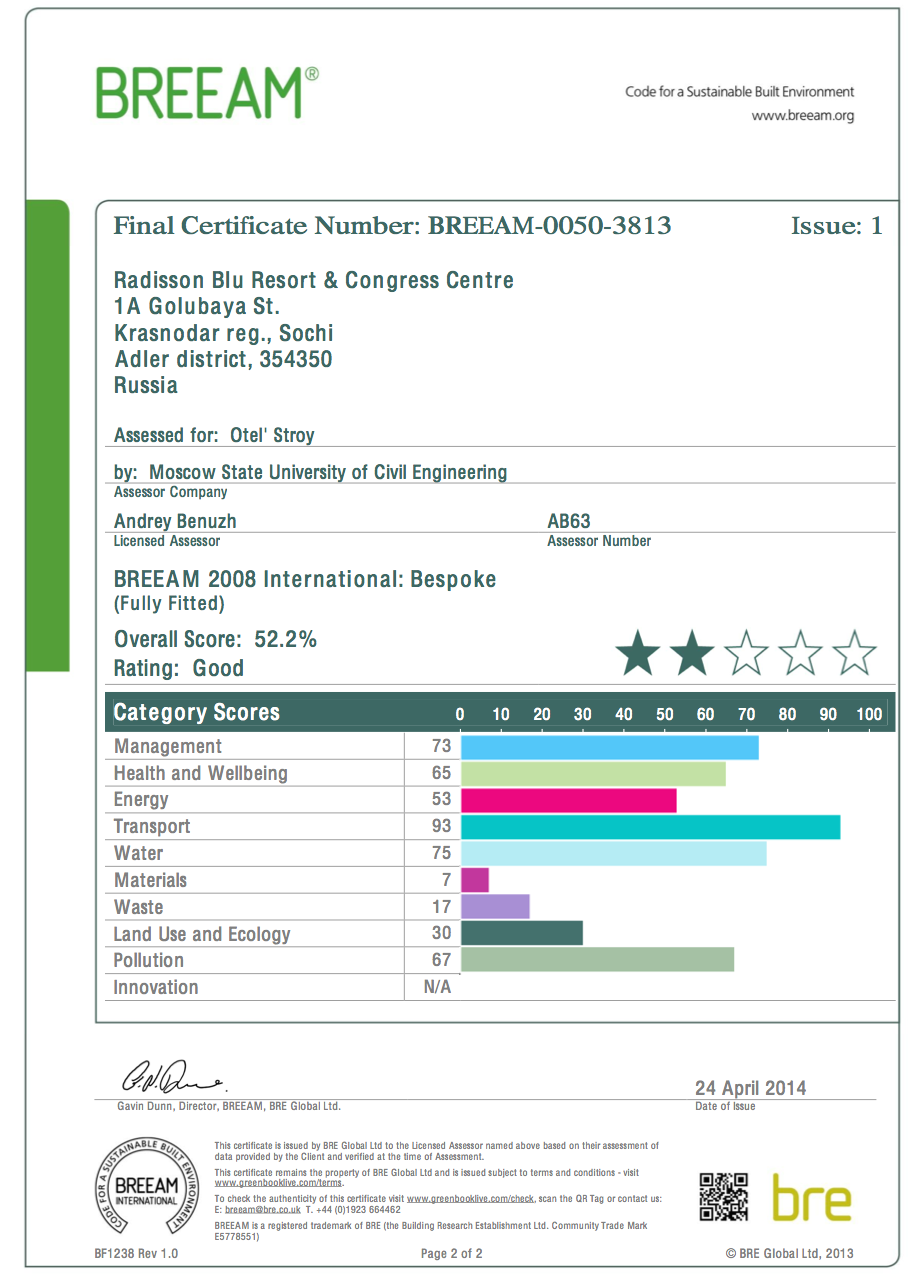 BREEAM®
Code for a Sustainable Built Environment
www.breeam.org
Final Certificate Number: BREEAM-0050-3813 Issue: 1
Radisson Blu Resort & Congress Centre
1A Golubaya St.
Krasnodar reg., Sochi
Adler district, 354350
Russia
Assessed for: Otel' Stroy
by: Moscow State University of Civil Engineering
Assessor Company
Andrey Benuzh AB63
Licensed Assessor Assessor Number
BREEAM 2008 International: Bespoke
(Fully Fitted)
Overall Score: 52.2%
Rating: Good
Category Scores 0 10 20 30 40 50 60 70 80 90 100
Management 73
Health and Wellbeing 65
Energy 53
Transport 93
Water 75
Materials 7
Waste 17
Land Use and Ecology 30
Pollution 67
Innovation N/A
24 April 2014
Gavin Dunn, Director, BREEAM, BRE Global Ltd. Date of Issue
CODE FOR A SUSTAINABLE BUILT ENVIRONMENT
BREEAM
INTERNATIONAL
This certificate is issued by BRE Global Ltd to the Licensed Assessor named above based on their assessment of
data provided by the Client and verified at the time of Assessment.
This certificate remains the property of BRE Global Ltd and is issued subject to terms and conditions - visit
www.greenbooklive.com/terms.
To check the authenticity of this certificate visit www.greenbooklive.com/check, scan the QR Tag or contact us:
E: breeam@bre.co.uk T. +44 (0)1923 664462
BREEAM is a registered trademark of BRE (the Building Research Establishment Ltd. Community Trade Mark
E5778551)
bre
BF1238 Rev 1.0 Page 2 of 2 © BRE Global Ltd, 2013